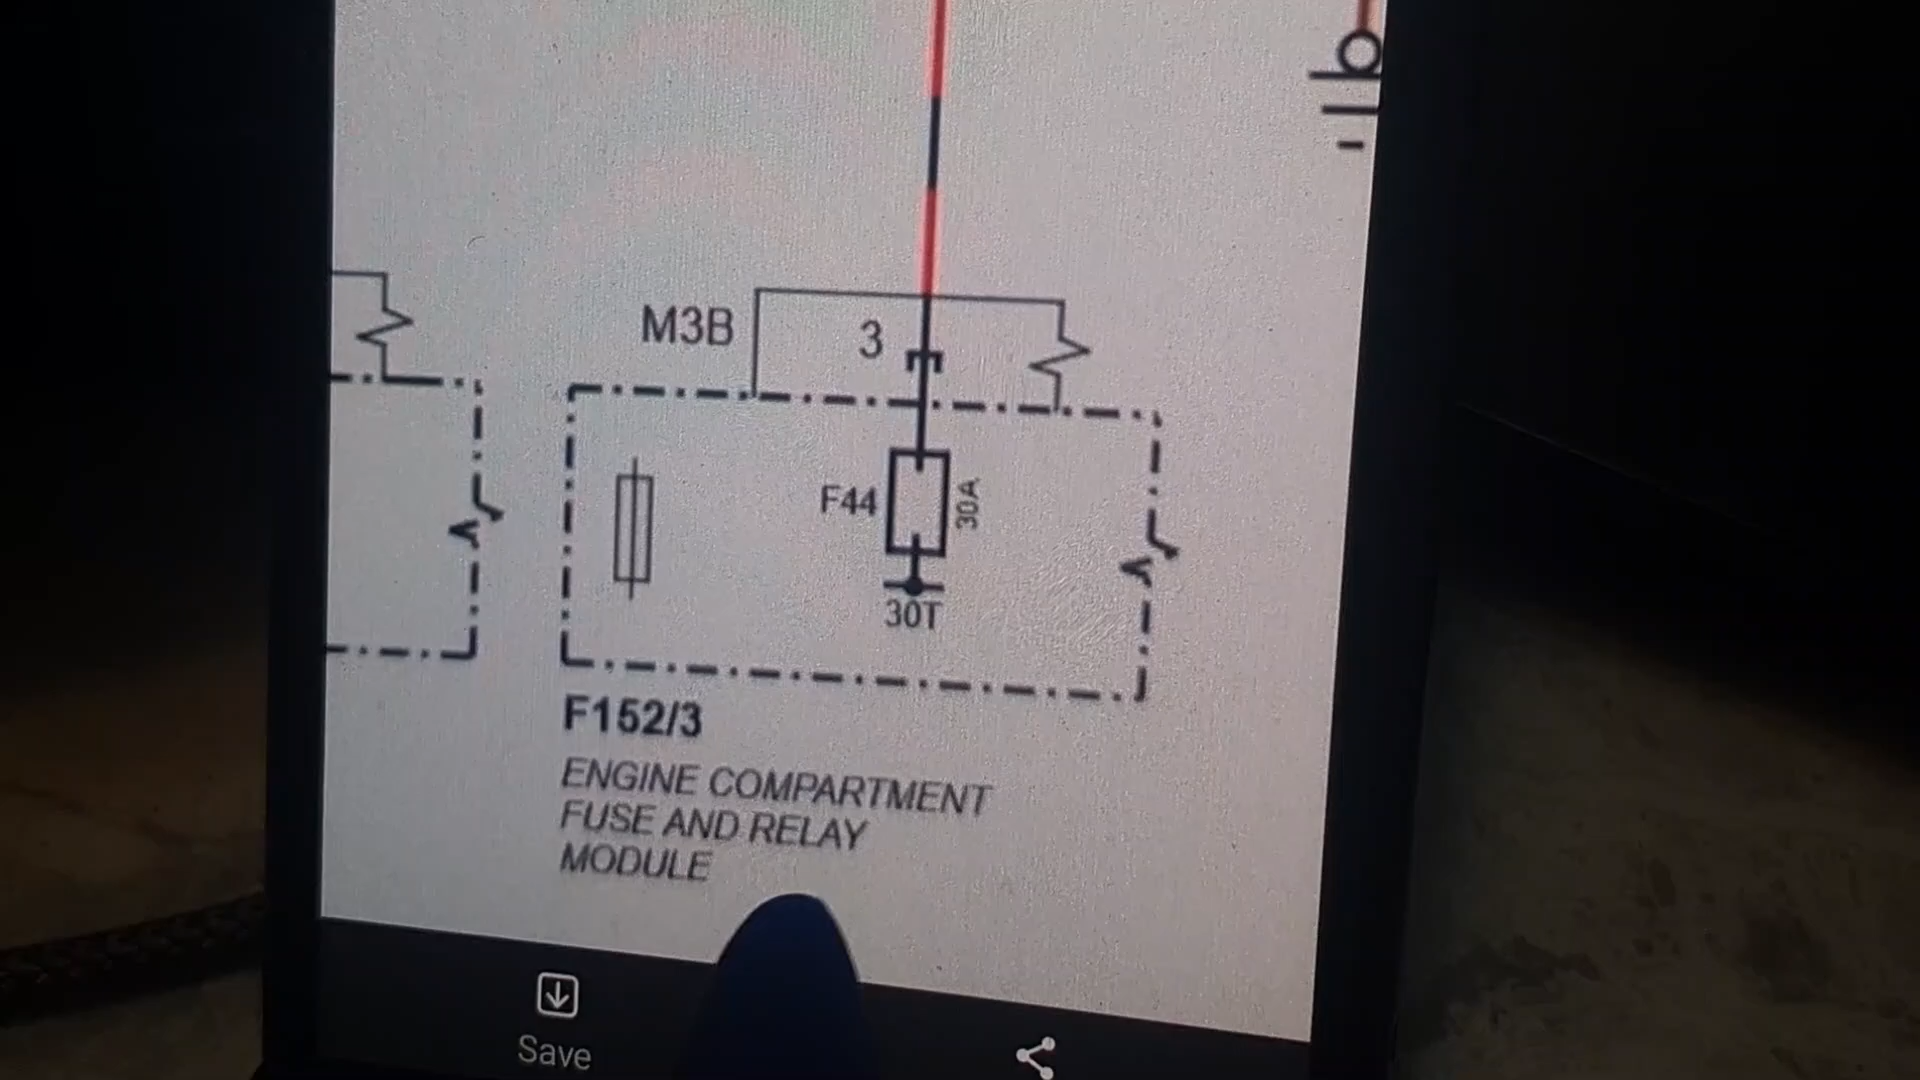 M3B
3
F44
30A
30T
F152/3
ENGINE COMPARTMENT
FUSE AND RELAY
MODULE
Save